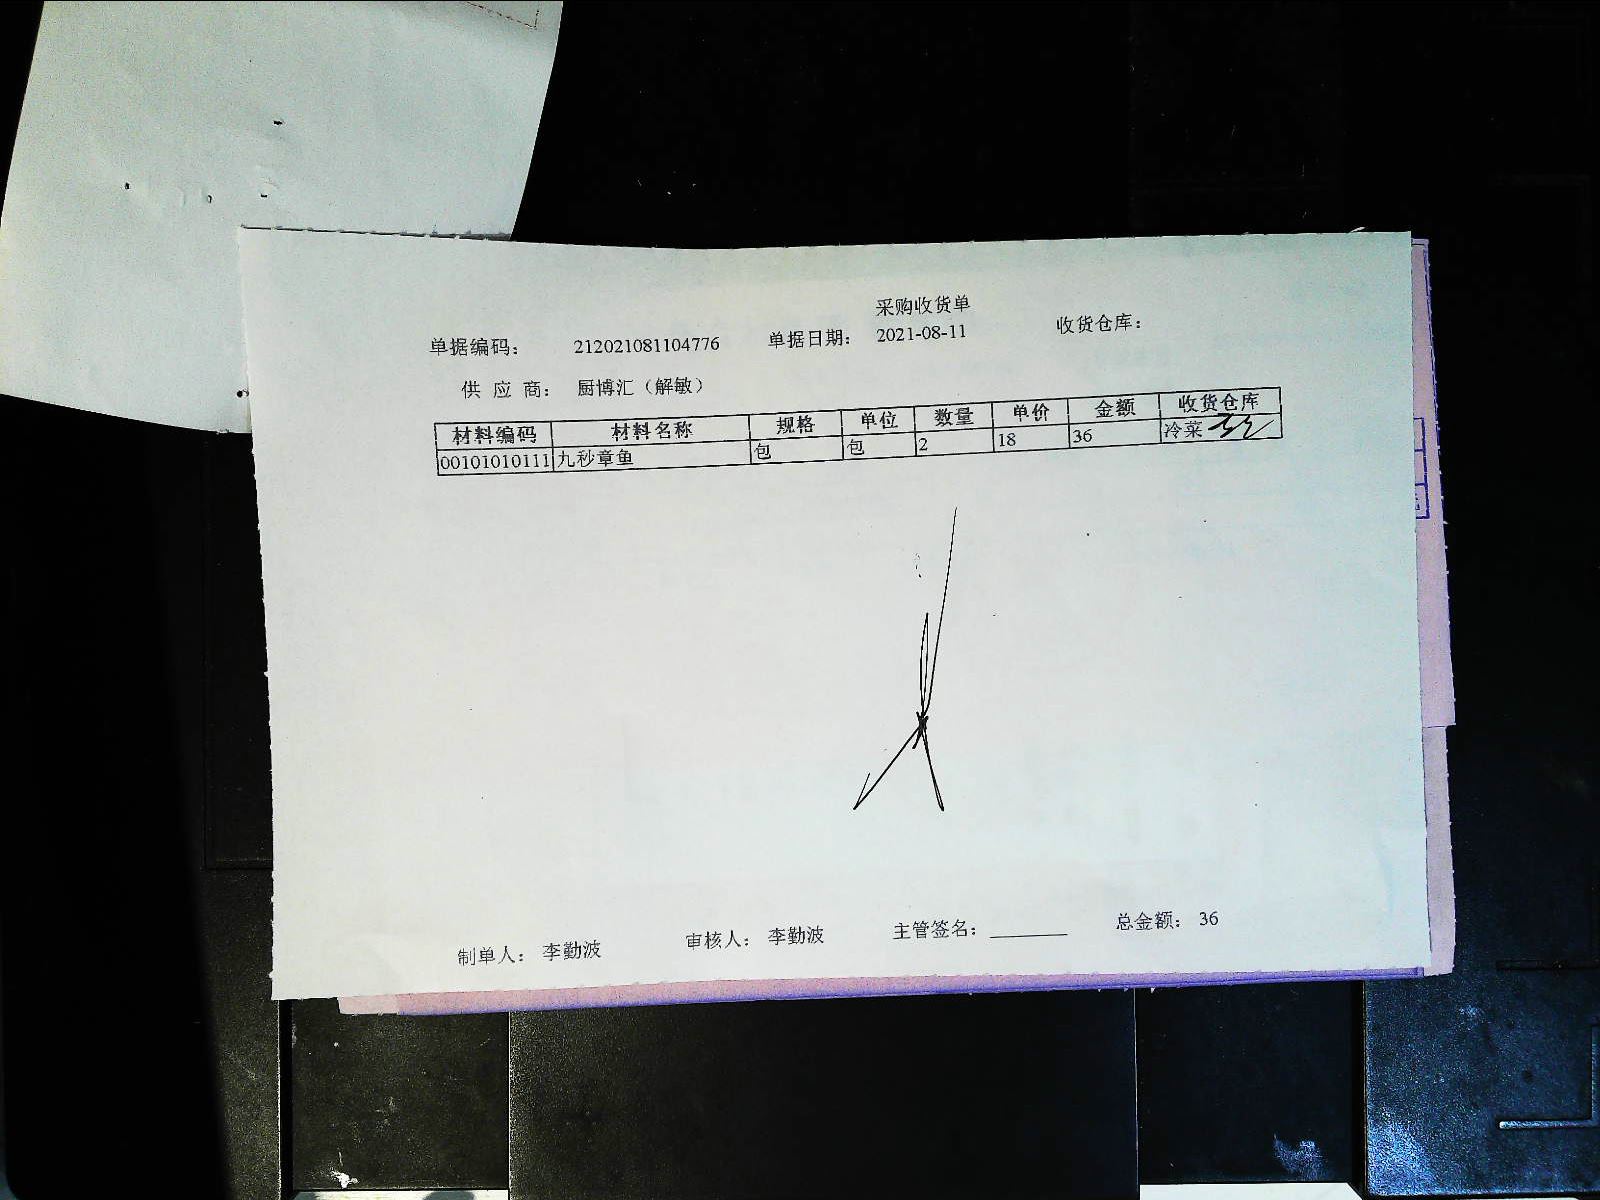 采购收货单
单据编码： 212021081104776 单据日期： 2021-08-11 收货仓库：
供 应 商： 厨博汇（解敏）
材料编码 材料名称 规格 单位 数量 单价 金额 收货仓库
00101010111 九秒章鱼 包 包 2 18 36 冷菜
制单人： 李勤波 审核人： 李勤波 主管签名： 总金额： 36